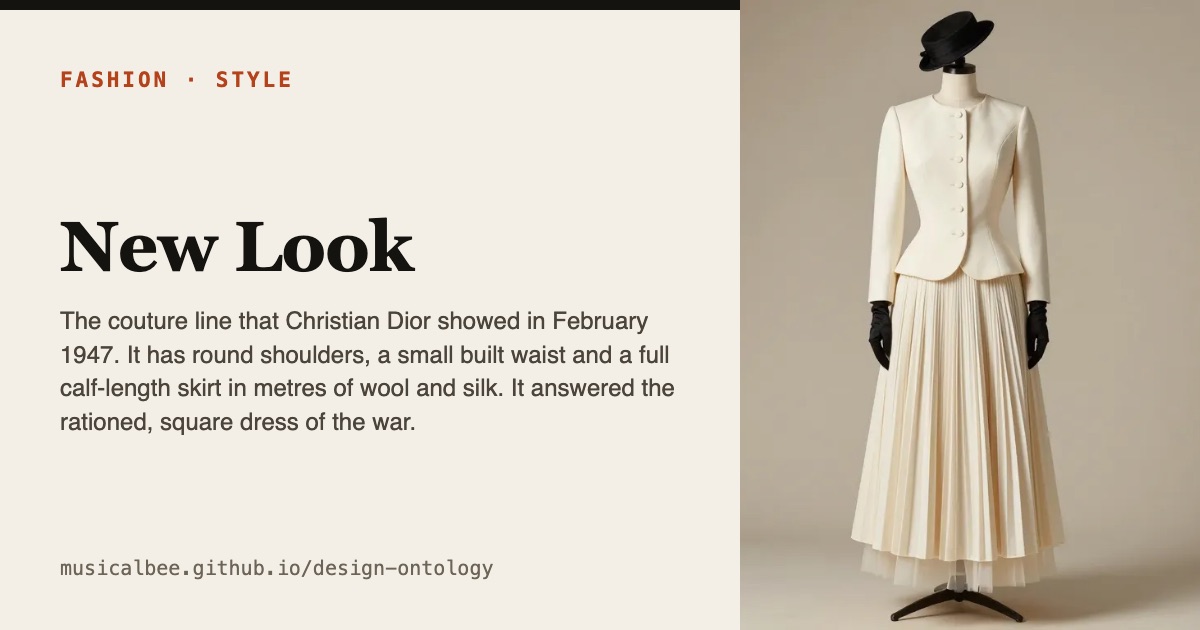 FASHION · STYLE
New Look
The couture line that Christian Dior showed in February
1947. It has round shoulders, a small built waist and a full
calf-length skirt in metres of wool and silk. It answered the
rationed, square dress of the war.
musicalbee.github.io/design-ontology